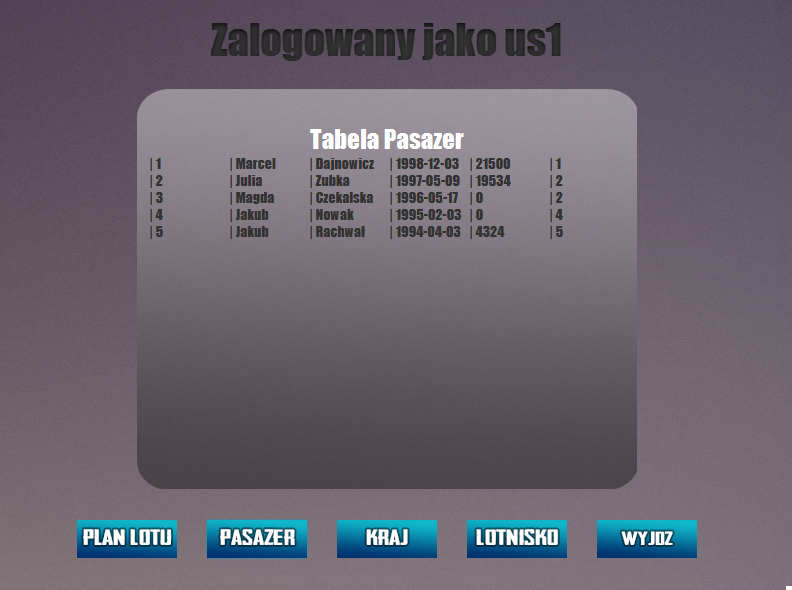 Zalogowany jako us1
Tabela Pasazer
| 1 | Marcel | Dajnowicz | 1998-12-03 | 21500 | 1
| 2 | Julia | Zubka | 1997-05-09 | 19534 | 2
| 3 | Magda | Czekalska | 1996-05-17 | 0 | 2
| 4 | Jakub | Nowak | 1995-02-03 | 0 | 4
| 5 | Jakub | Rachwał | 1994-04-03 | 4324 | 5
PLAN LOTU PASAZER KRAJ LOTNISKO WYJDZ